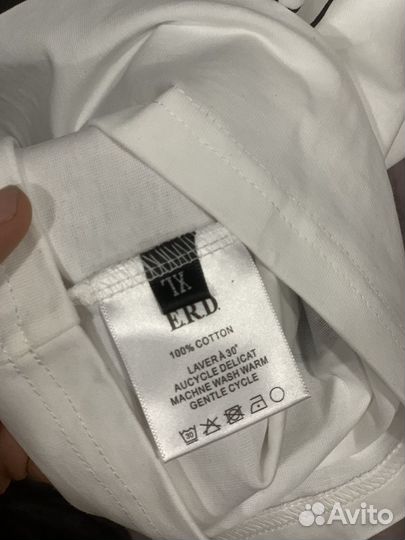 XL
E.R.D.
100% COTTON
LAVER À 30°
AUCYCLE DELICAT
MACHNE WASH WARM
GENTLE CYCLE
30
Avito